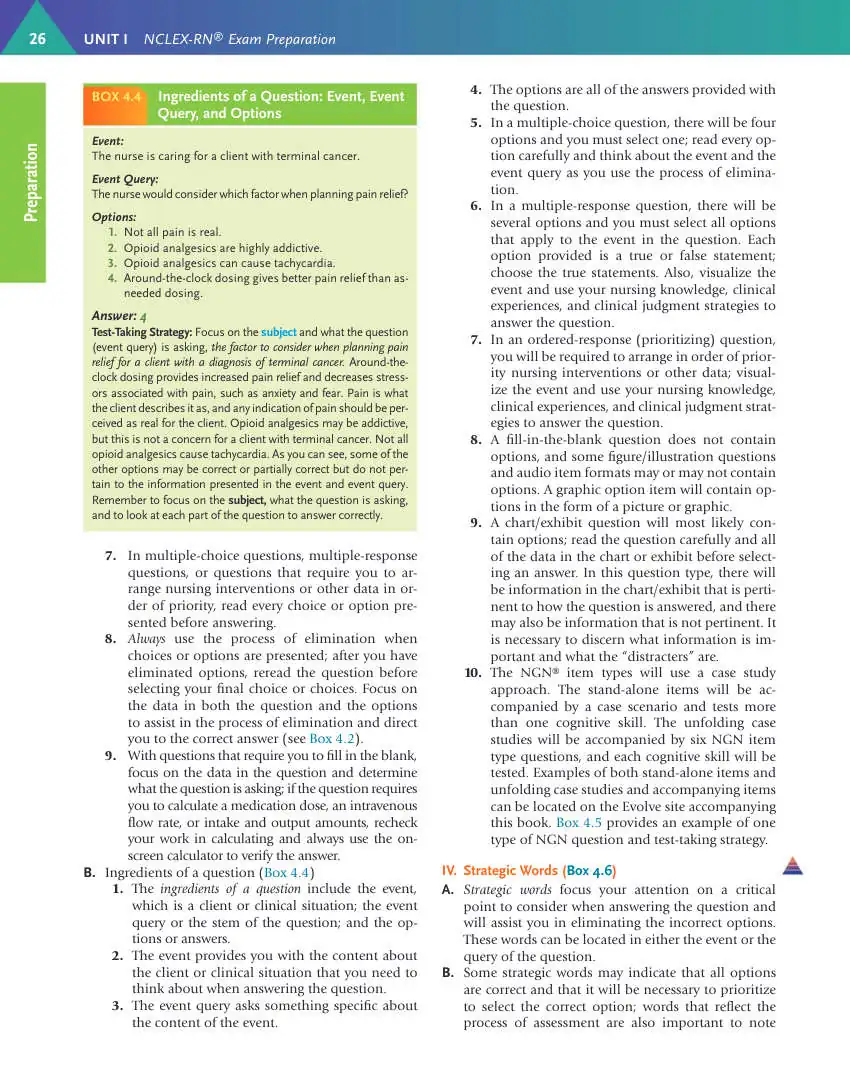 26
UNIT I NCLEX-RN® Exam Preparation
Preparation
BOX 4.4 Ingredients of a Question: Event, Event
Query, and Options
Event:
The nurse is caring for a client with terminal cancer.
Event Query:
The nurse would consider which factor when planning pain relief?
Options:
1. Not all pain is real.
2. Opioid analgesics are highly addictive.
3. Opioid analgesics can cause tachycardia.
4. Around-the-clock dosing gives better pain relief than as-
needed dosing.
Answer: 4
Test-Taking Strategy: Focus on the subject and what the question
(event query) is asking, the factor to consider when planning pain
relief for a client with a diagnosis of terminal cancer. Around-the-
clock dosing provides increased pain relief and decreases stress-
ors associated with pain, such as anxiety and fear. Pain is what
the client describes it as, and any indication of pain should be per-
ceived as real for the client. Opioid analgesics may be addictive,
but this is not a concern for a client with terminal cancer. Not all
opioid analgesics cause tachycardia. As you can see, some of the
other options may be correct or partially correct but do not per-
tain to the information presented in the event and event query.
Remember to focus on the subject, what the question is asking,
and to look at each part of the question to answer correctly.
7. In multiple-choice questions, multiple-response
questions, or questions that require you to ar-
range nursing interventions or other data in or-
der of priority, read every choice or option pre-
sented before answering.
8. Always use the process of elimination when
choices or options are presented; after you have
eliminated options, reread the question before
selecting your final choice or choices. Focus on
the data in both the question and the options
to assist in the process of elimination and direct
you to the correct answer (see Box 4.2).
9. With questions that require you to fill in the blank,
focus on the data in the question and determine
what the question is asking; if the question requires
you to calculate a medication dose, an intravenous
flow rate, or intake and output amounts, recheck
your work in calculating and always use the on-
screen calculator to verify the answer.
B. Ingredients of a question (Box 4.4)
1. The ingredients of a question include the event,
which is a client or clinical situation; the event
query or the stem of the question; and the op-
tions or answers.
2. The event provides you with the content about
the client or clinical situation that you need to
think about when answering the question.
3. The event query asks something specific about
the content of the event.
4. The options are all of the answers provided with
the question.
5. In a multiple-choice question, there will be four
options and you must select one; read every op-
tion carefully and think about the event and the
event query as you use the process of elimina-
tion.
6. In a multiple-response question, there will be
several options and you must select all options
that apply to the event in the question. Each
option provided is a true or false statement;
choose the true statements. Also, visualize the
event and use your nursing knowledge, clinical
experiences, and clinical judgment strategies to
answer the question.
7. In an ordered-response (prioritizing) question,
you will be required to arrange in order of prior-
ity nursing interventions or other data; visual-
ize the event and use your nursing knowledge,
clinical experiences, and clinical judgment strat-
egies to answer the question.
8. A fill-in-the-blank question does not contain
options, and some figure/illustration questions
and audio item formats may or may not contain
options. A graphic option item will contain op-
tions in the form of a picture or graphic.
9. A chart/exhibit question will most likely con-
tain options; read the question carefully and all
of the data in the chart or exhibit before select-
ing an answer. In this question type, there will
be information in the chart/exhibit that is perti-
nent to how the question is answered, and there
may also be information that is not pertinent. It
is necessary to discern what information is im-
portant and what the “distracters” are.
10. The NGN® item types will use a case study
approach. The stand-alone items will be ac-
companied by a case scenario and tests more
than one cognitive skill. The unfolding case
studies will be accompanied by six NGN item
type questions, and each cognitive skill will be
tested. Examples of both stand-alone items and
unfolding case studies and accompanying items
can be located on the Evolve site accompanying
this book. Box 4.5 provides an example of one
type of NGN question and test-taking strategy.
IV. Strategic Words (Box 4.6)
A. Strategic words focus your attention on a critical
point to consider when answering the question and
will assist you in eliminating the incorrect options.
These words can be located in either the event or the
query of the question.
B. Some strategic words may indicate that all options
are correct and that it will be necessary to prioritize
to select the correct option; words that reflect the
process of assessment are also important to note